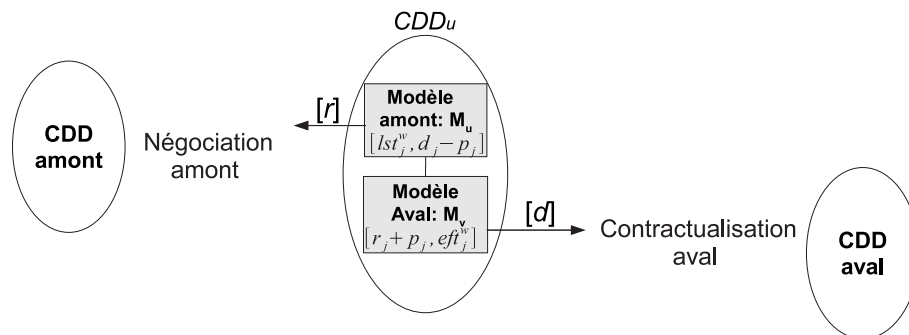 CDDu
CDD
amont
Négociation
amont
[r]
Modèle
amont: Mu
[lst_j^w, d_j − p_j]
Modèle
Aval: Mv
[r_j + p_j, eft_j^w]
[d]
Contractualisation
aval
CDD
aval